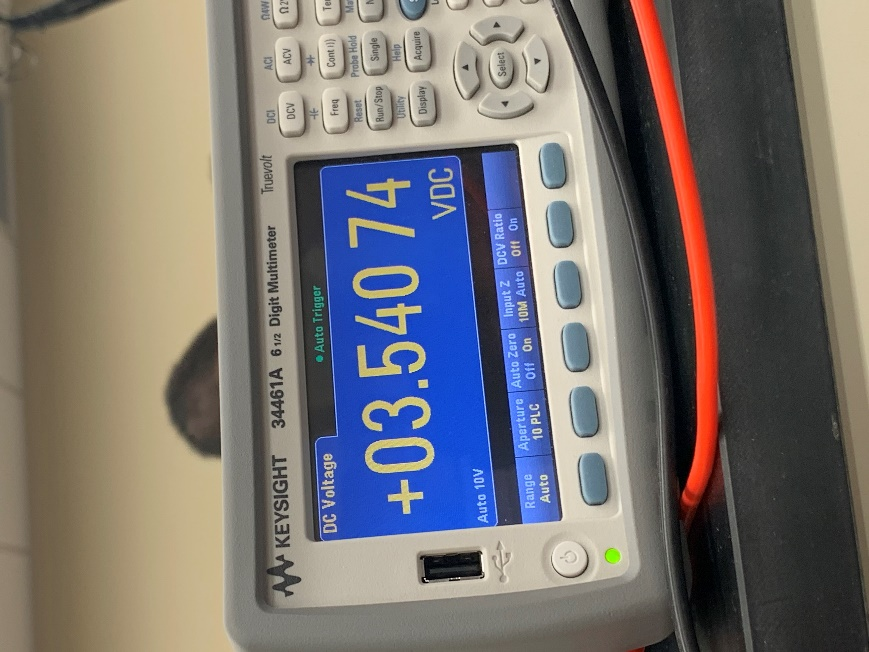 KEYSIGHT 34461A 6 1/2 Digit Multimeter Truevolt
Auto Trigger
DC Voltage
+03.540 74
VDC
Auto 10V
Range Aperture Auto Zero Input Z DCV Ratio
Auto 10 PLC Off On 10M Auto Off On
DCI ACI
DCV ACV
Freq Cont
Reset Probe Hold
Run/Stop Single
Utility Help
Display Acquire
Select